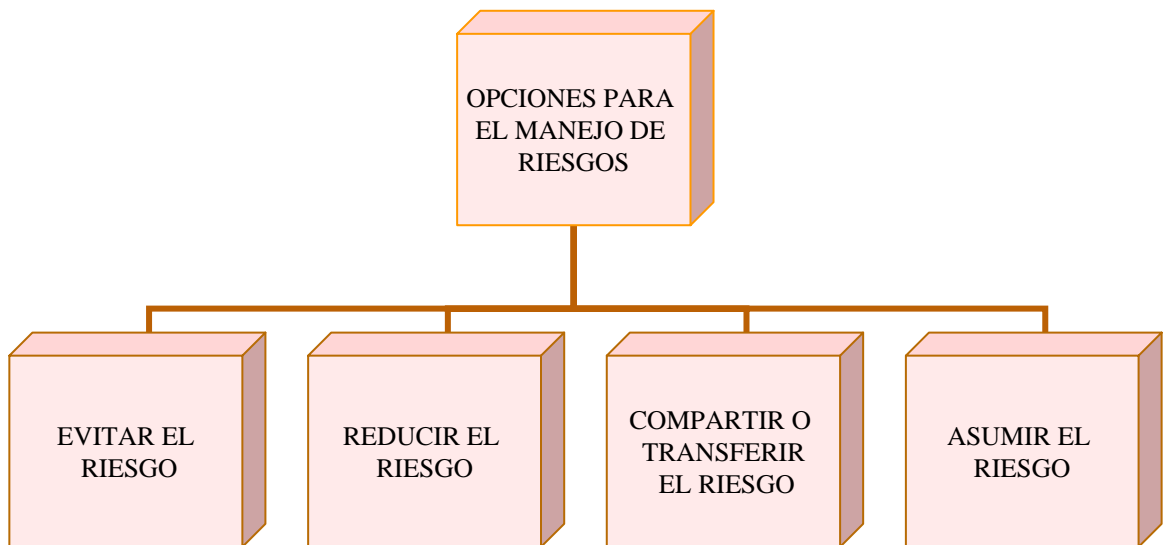 OPCIONES PARA
EL MANEJO DE
RIESGOS
EVITAR EL
RIESGO
REDUCIR EL
RIESGO
COMPARTIR O
TRANSFERIR
EL RIESGO
ASUMIR EL
RIESGO